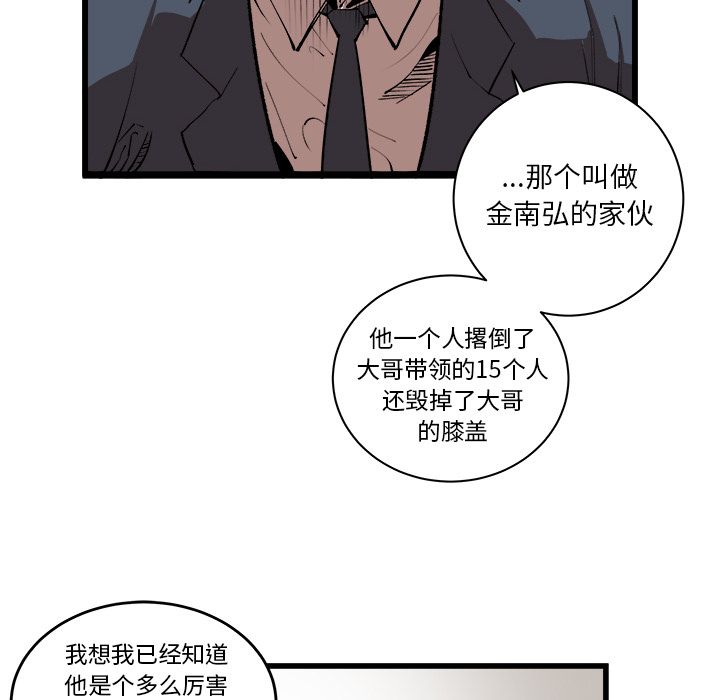 ...那个叫做
金南弘的家伙
他一个人撂倒了
大哥带领的15个人
还毁掉了大哥
的膝盖
我想我已经知道
他是个多么厉害